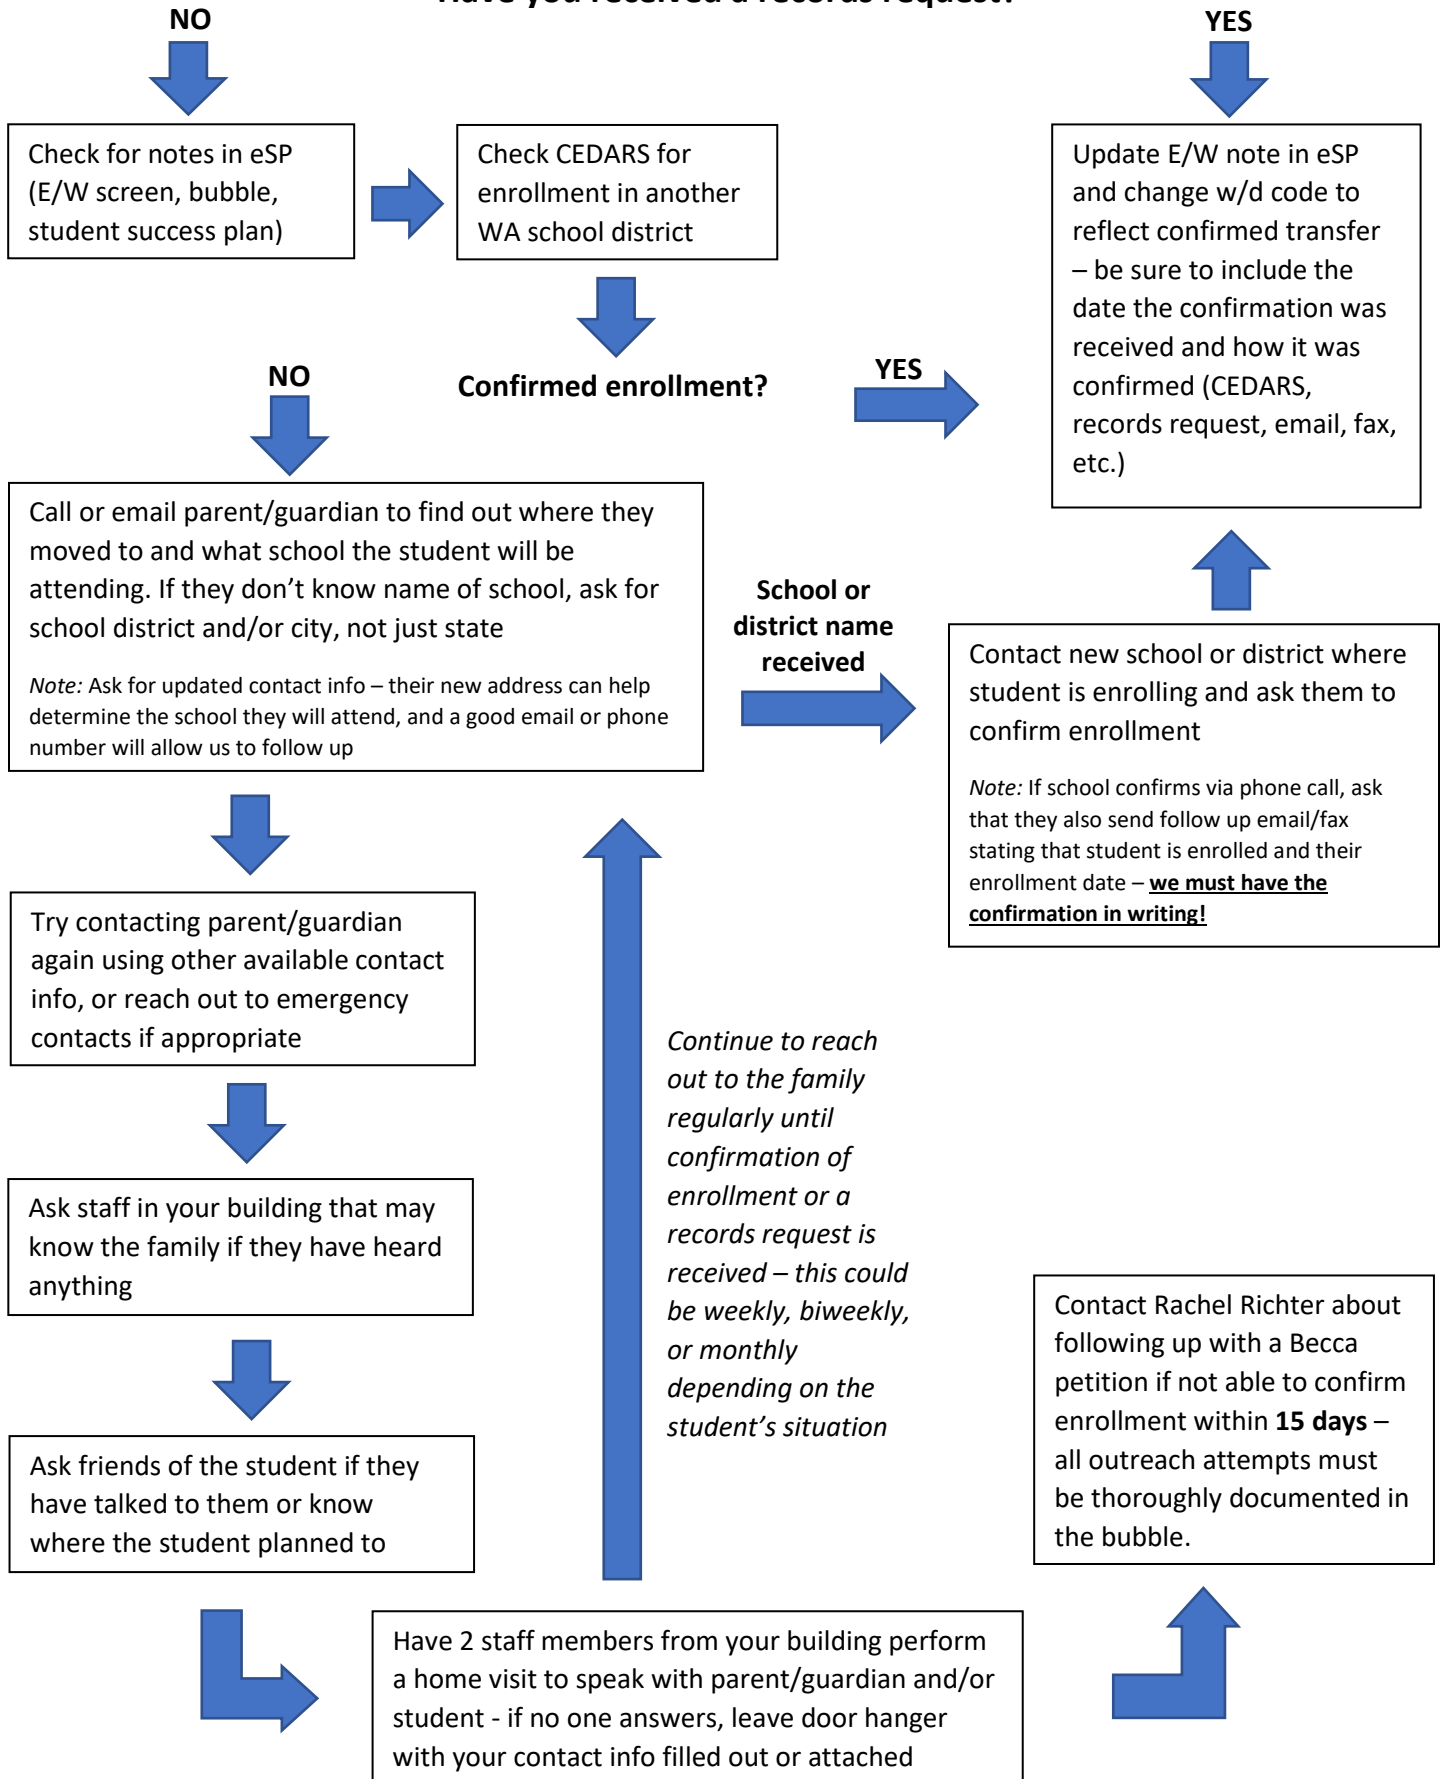 Have you received a records request?
NO
YES
Check for notes in eSP
(E/W screen, bubble,
student success plan)
Check CEDARS for
enrollment in another
WA school district
Update E/W note in eSP
and change w/d code to
reflect confirmed transfer
– be sure to include the
date the confirmation was
received and how it was
confirmed (CEDARS,
records request, email, fax,
etc.)
NO
Confirmed enrollment?
YES
Call or email parent/guardian to find out where they
moved to and what school the student will be
attending. If they don’t know name of school, ask for
school district and/or city, not just state
Note: Ask for updated contact info – their new address can help
determine the school they will attend, and a good email or phone
number will allow us to follow up
School or
district name
received
Contact new school or district where
student is enrolling and ask them to
confirm enrollment
Note: If school confirms via phone call, ask
that they also send follow up email/fax
stating that student is enrolled and their
enrollment date – we must have the
confirmation in writing!
Try contacting parent/guardian
again using other available contact
info, or reach out to emergency
contacts if appropriate
Ask staff in your building that may
know the family if they have heard
anything
Ask friends of the student if they
have talked to them or know
where the student planned to
Continue to reach
out to the family
regularly until
confirmation of
enrollment or a
records request is
received – this could
be weekly, biweekly,
or monthly
depending on the
student’s situation
Contact Rachel Richter about
following up with a Becca
petition if not able to confirm
enrollment within 15 days –
all outreach attempts must
be thoroughly documented in
the bubble.
Have 2 staff members from your building perform
a home visit to speak with parent/guardian and/or
student - if no one answers, leave door hanger
with your contact info filled out or attached